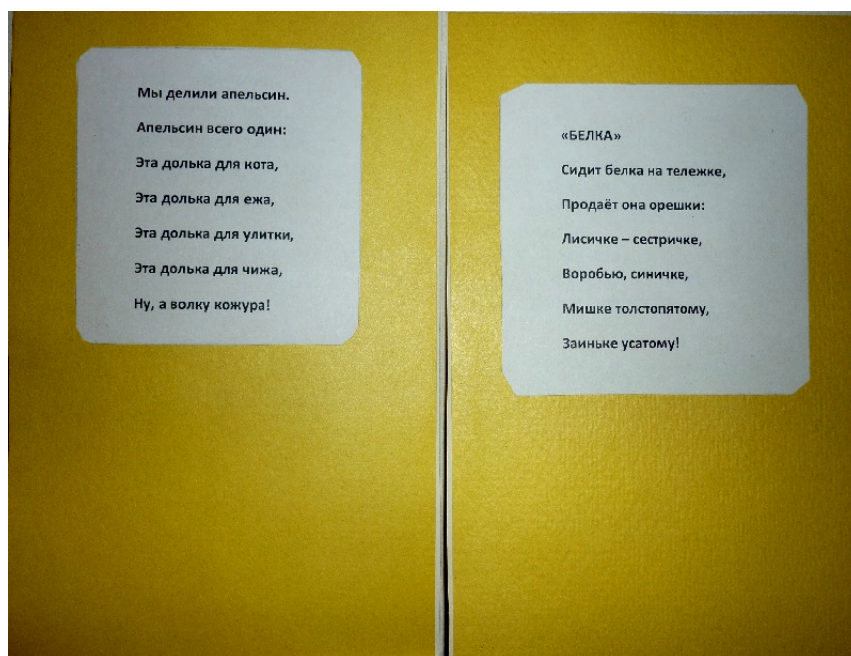 Мы делили апельсин.
Апельсин всего один:
Эта долька для кота,
Эта долька для ежа,
Эта долька для улитки,
Эта долька для чижа,
Ну, а волку кожура!
«БЕЛКА»
Сидит белка на тележке,
Продаёт она орешки:
Лисичке – сестричке,
Воробью, синичке,
Мишке толстопятому,
Заиньке усатому!